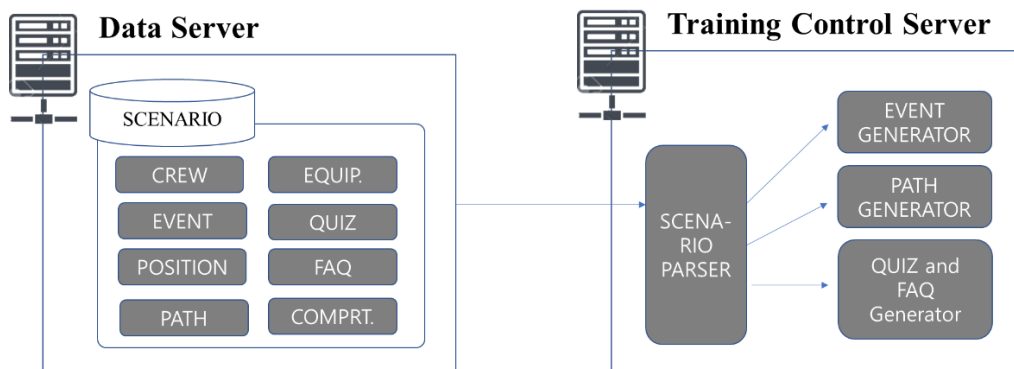 Data Server
SCENARIO
CREW
EQUIP.
EVENT
QUIZ
POSITION
FAQ
PATH
COMPRT.
Training Control Server
SCENA-
RIO
PARSER
EVENT
GENERATOR
PATH
GENERATOR
QUIZ and
FAQ
Generator